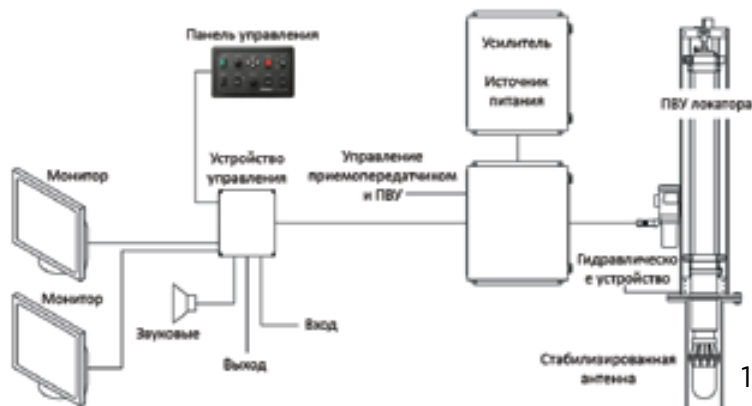 Панель управления
Усилитель
Источник
питания
ПВУ локатора
Устройство
управления
Управление
приемопередатчиком
и ПВУ
Монитор
Гидравлическо
е устройство
Монитор
Звуковые
Вход
Выход
Стабилизированная
антенна
1